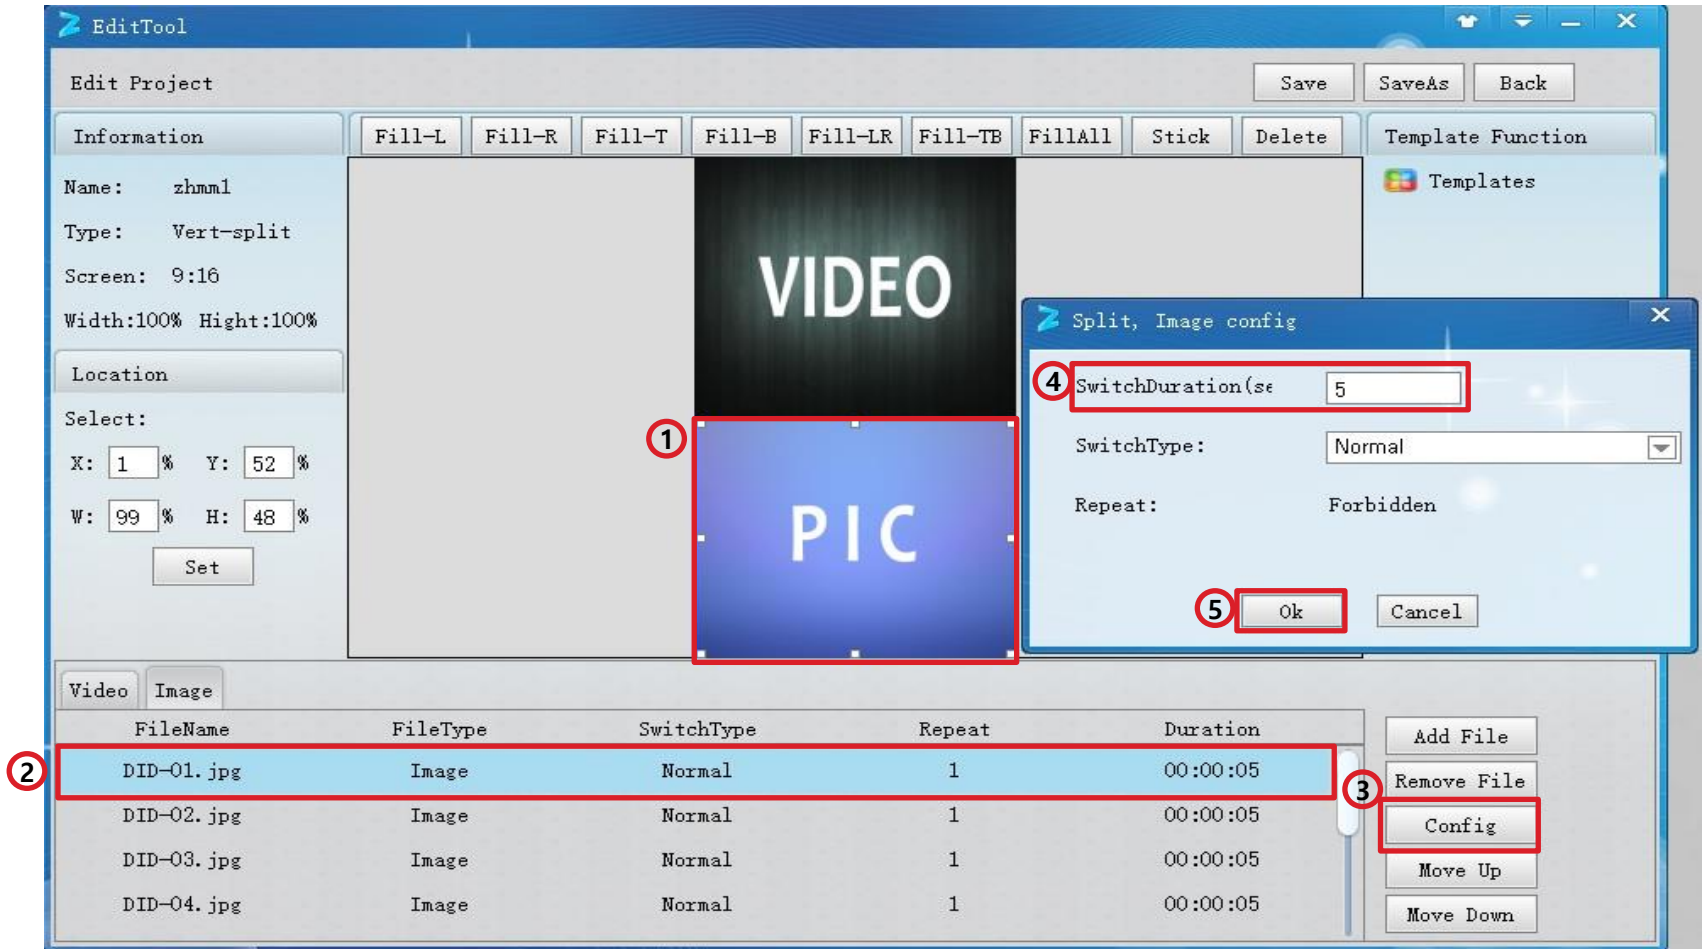 EditTool
Edit Project
Save
SaveAs
Back
Information
Fill-L
Fill-R
Fill-T
Fill-B
Fill-LR
Fill-TB
FillAll
Stick
Delete
Template Function
Name: zhmm1
Templates
Type: Vert-split
Screen: 9:16
Width:100% Hight:100%
VIDEO
Split, Image config
Location
④ SwitchDuration(se 5
Select:
① 
SwitchType: Normal
X: 1 % Y: 52 %
Repeat: Forbidden
W: 99 % H: 48 %
PIC
Set
⑤ Ok
Cancel
Video
Image
FileName FileType SwitchType Repeat Duration
Add File
② DID-01.jpg Image Normal 1 00:00:05
Remove File
③ Config
DID-02.jpg Image Normal 1 00:00:05
DID-03.jpg Image Normal 1 00:00:05
Move Up
DID-04.jpg Image Normal 1 00:00:05
Move Down